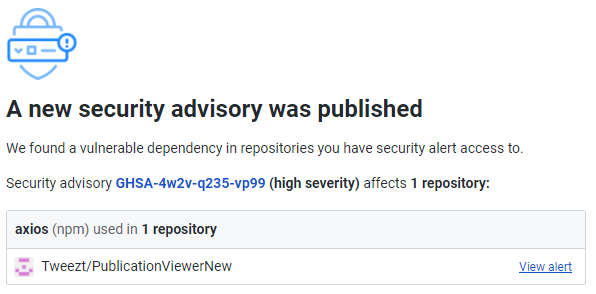 A new security advisory was published
We found a vulnerable dependency in repositories you have security alert access to.
Security advisory GHSA-4w2v-q235-vp99 (high severity) affects 1 repository:
axios (npm) used in 1 repository
Tweezt/PublicationViewerNew View alert